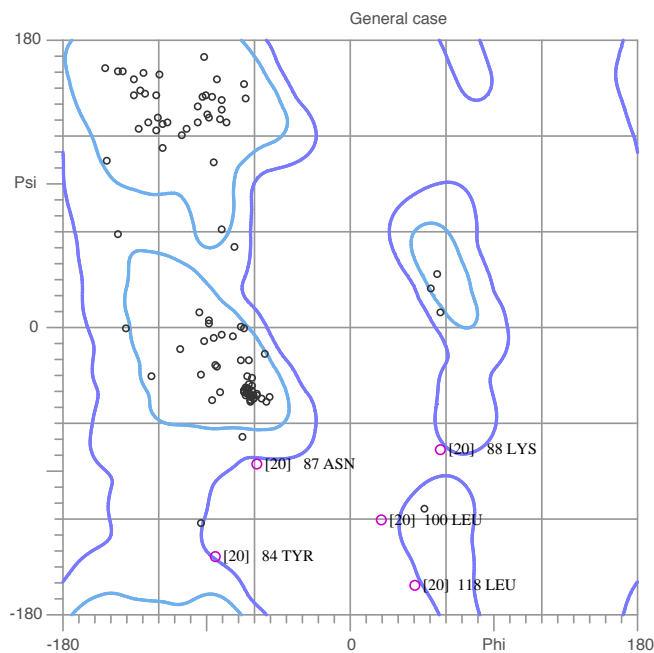 General case
180
Psi
0
[20] 88 LYS
[20] 87 ASN
[20] 100 LEU
[20] 84 TYR
[20] 118 LEU
-180
-180 0 Phi 180